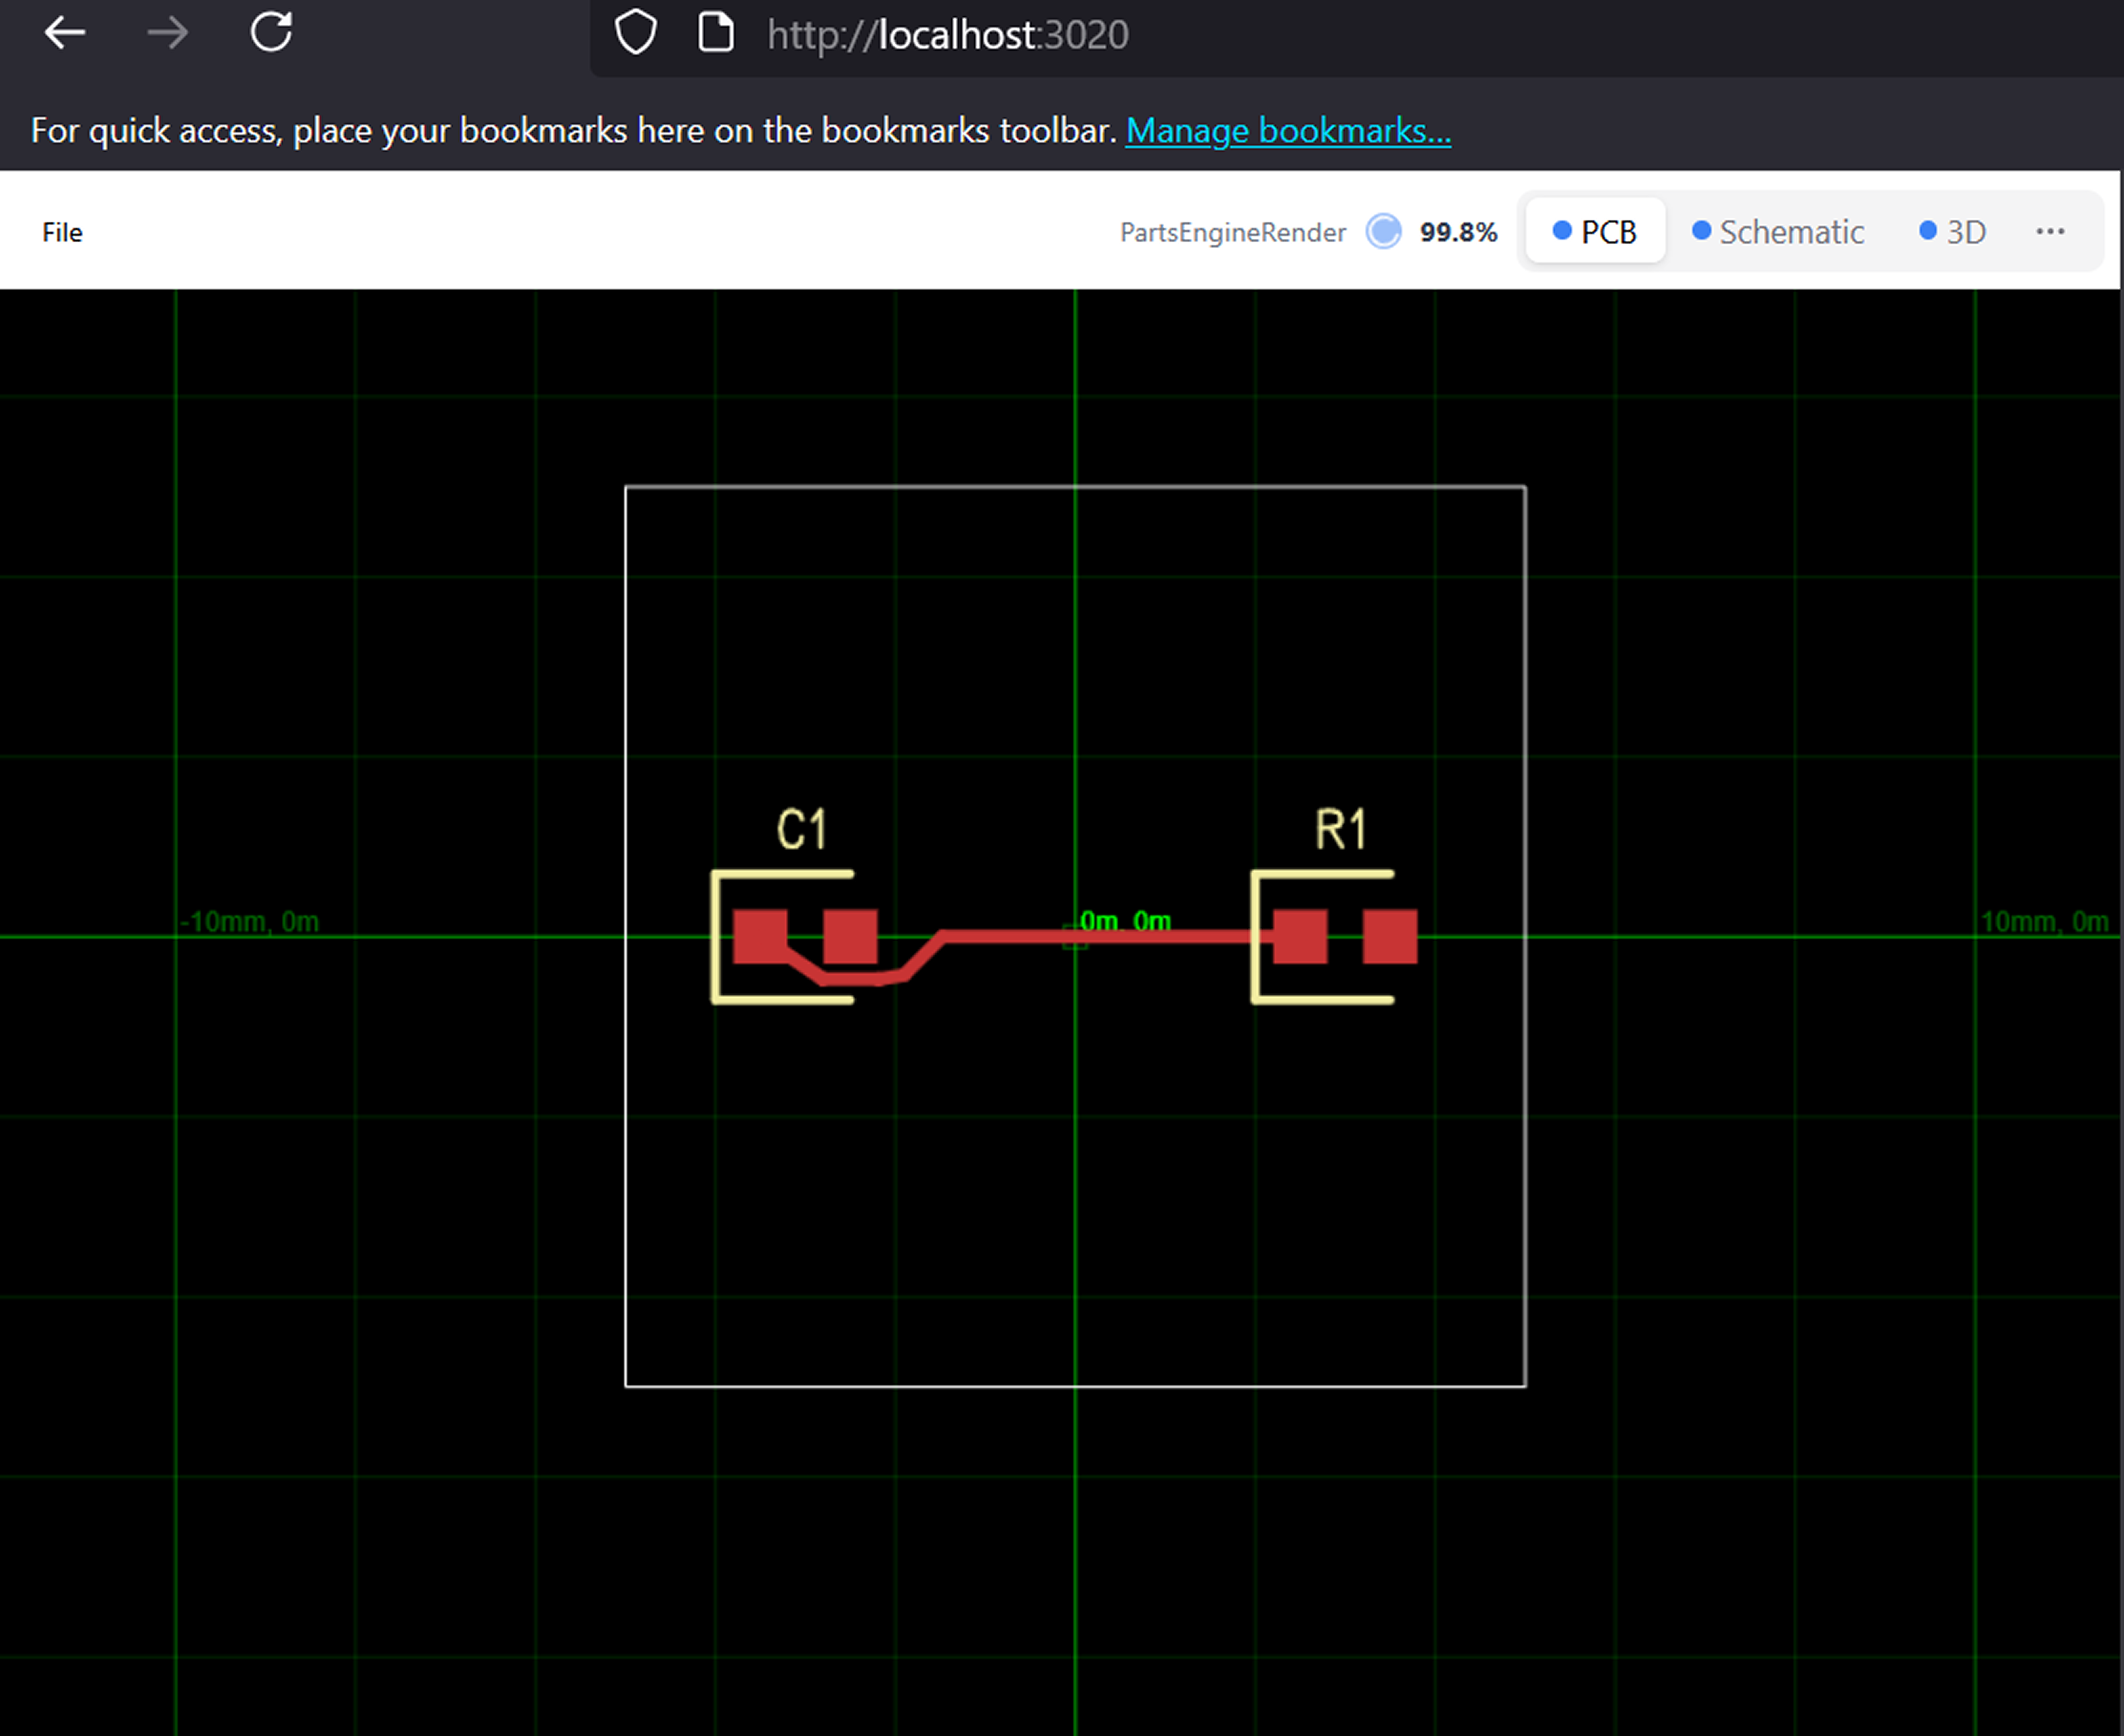 http://localhost:3020
For quick access, place your bookmarks here on the bookmarks toolbar. Manage bookmarks...
File PartsEngineRender 99.8% PCB Schematic 3D ...
C1 R1
-10mm, 0m 0m, 0m 10mm, 0m